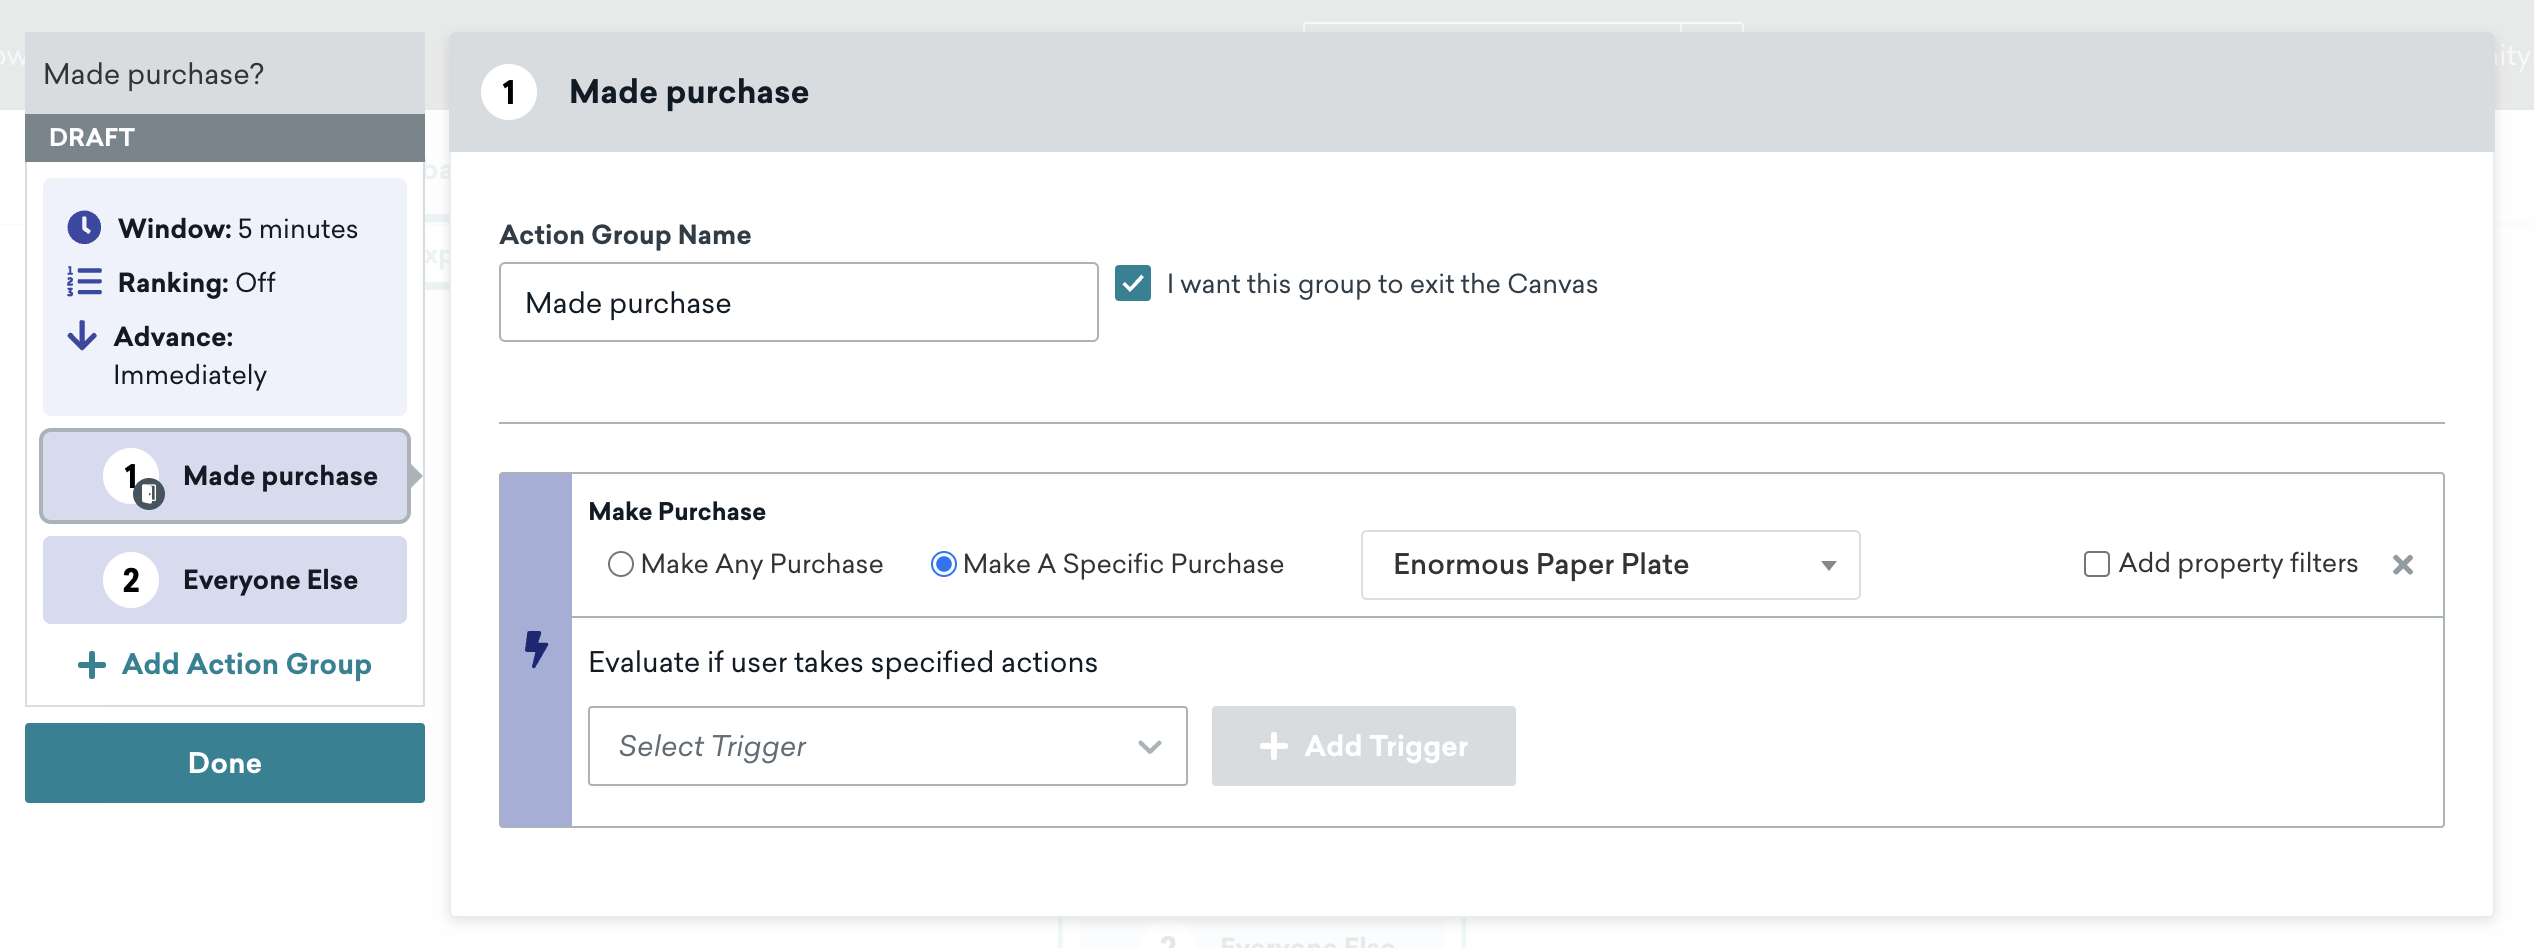 Made purchase?
DRAFT
Window: 5 minutes
Ranking: Off
Advance:
Immediately
1 Made purchase
2 Everyone Else
+ Add Action Group
Done
1 Made purchase
Action Group Name
Made purchase
I want this group to exit the Canvas
Make Purchase
Make Any Purchase
Make A Specific Purchase
Enormous Paper Plate
Add property filters
Evaluate if user takes specified actions
Select Trigger
+ Add Trigger
2 Everyone Else